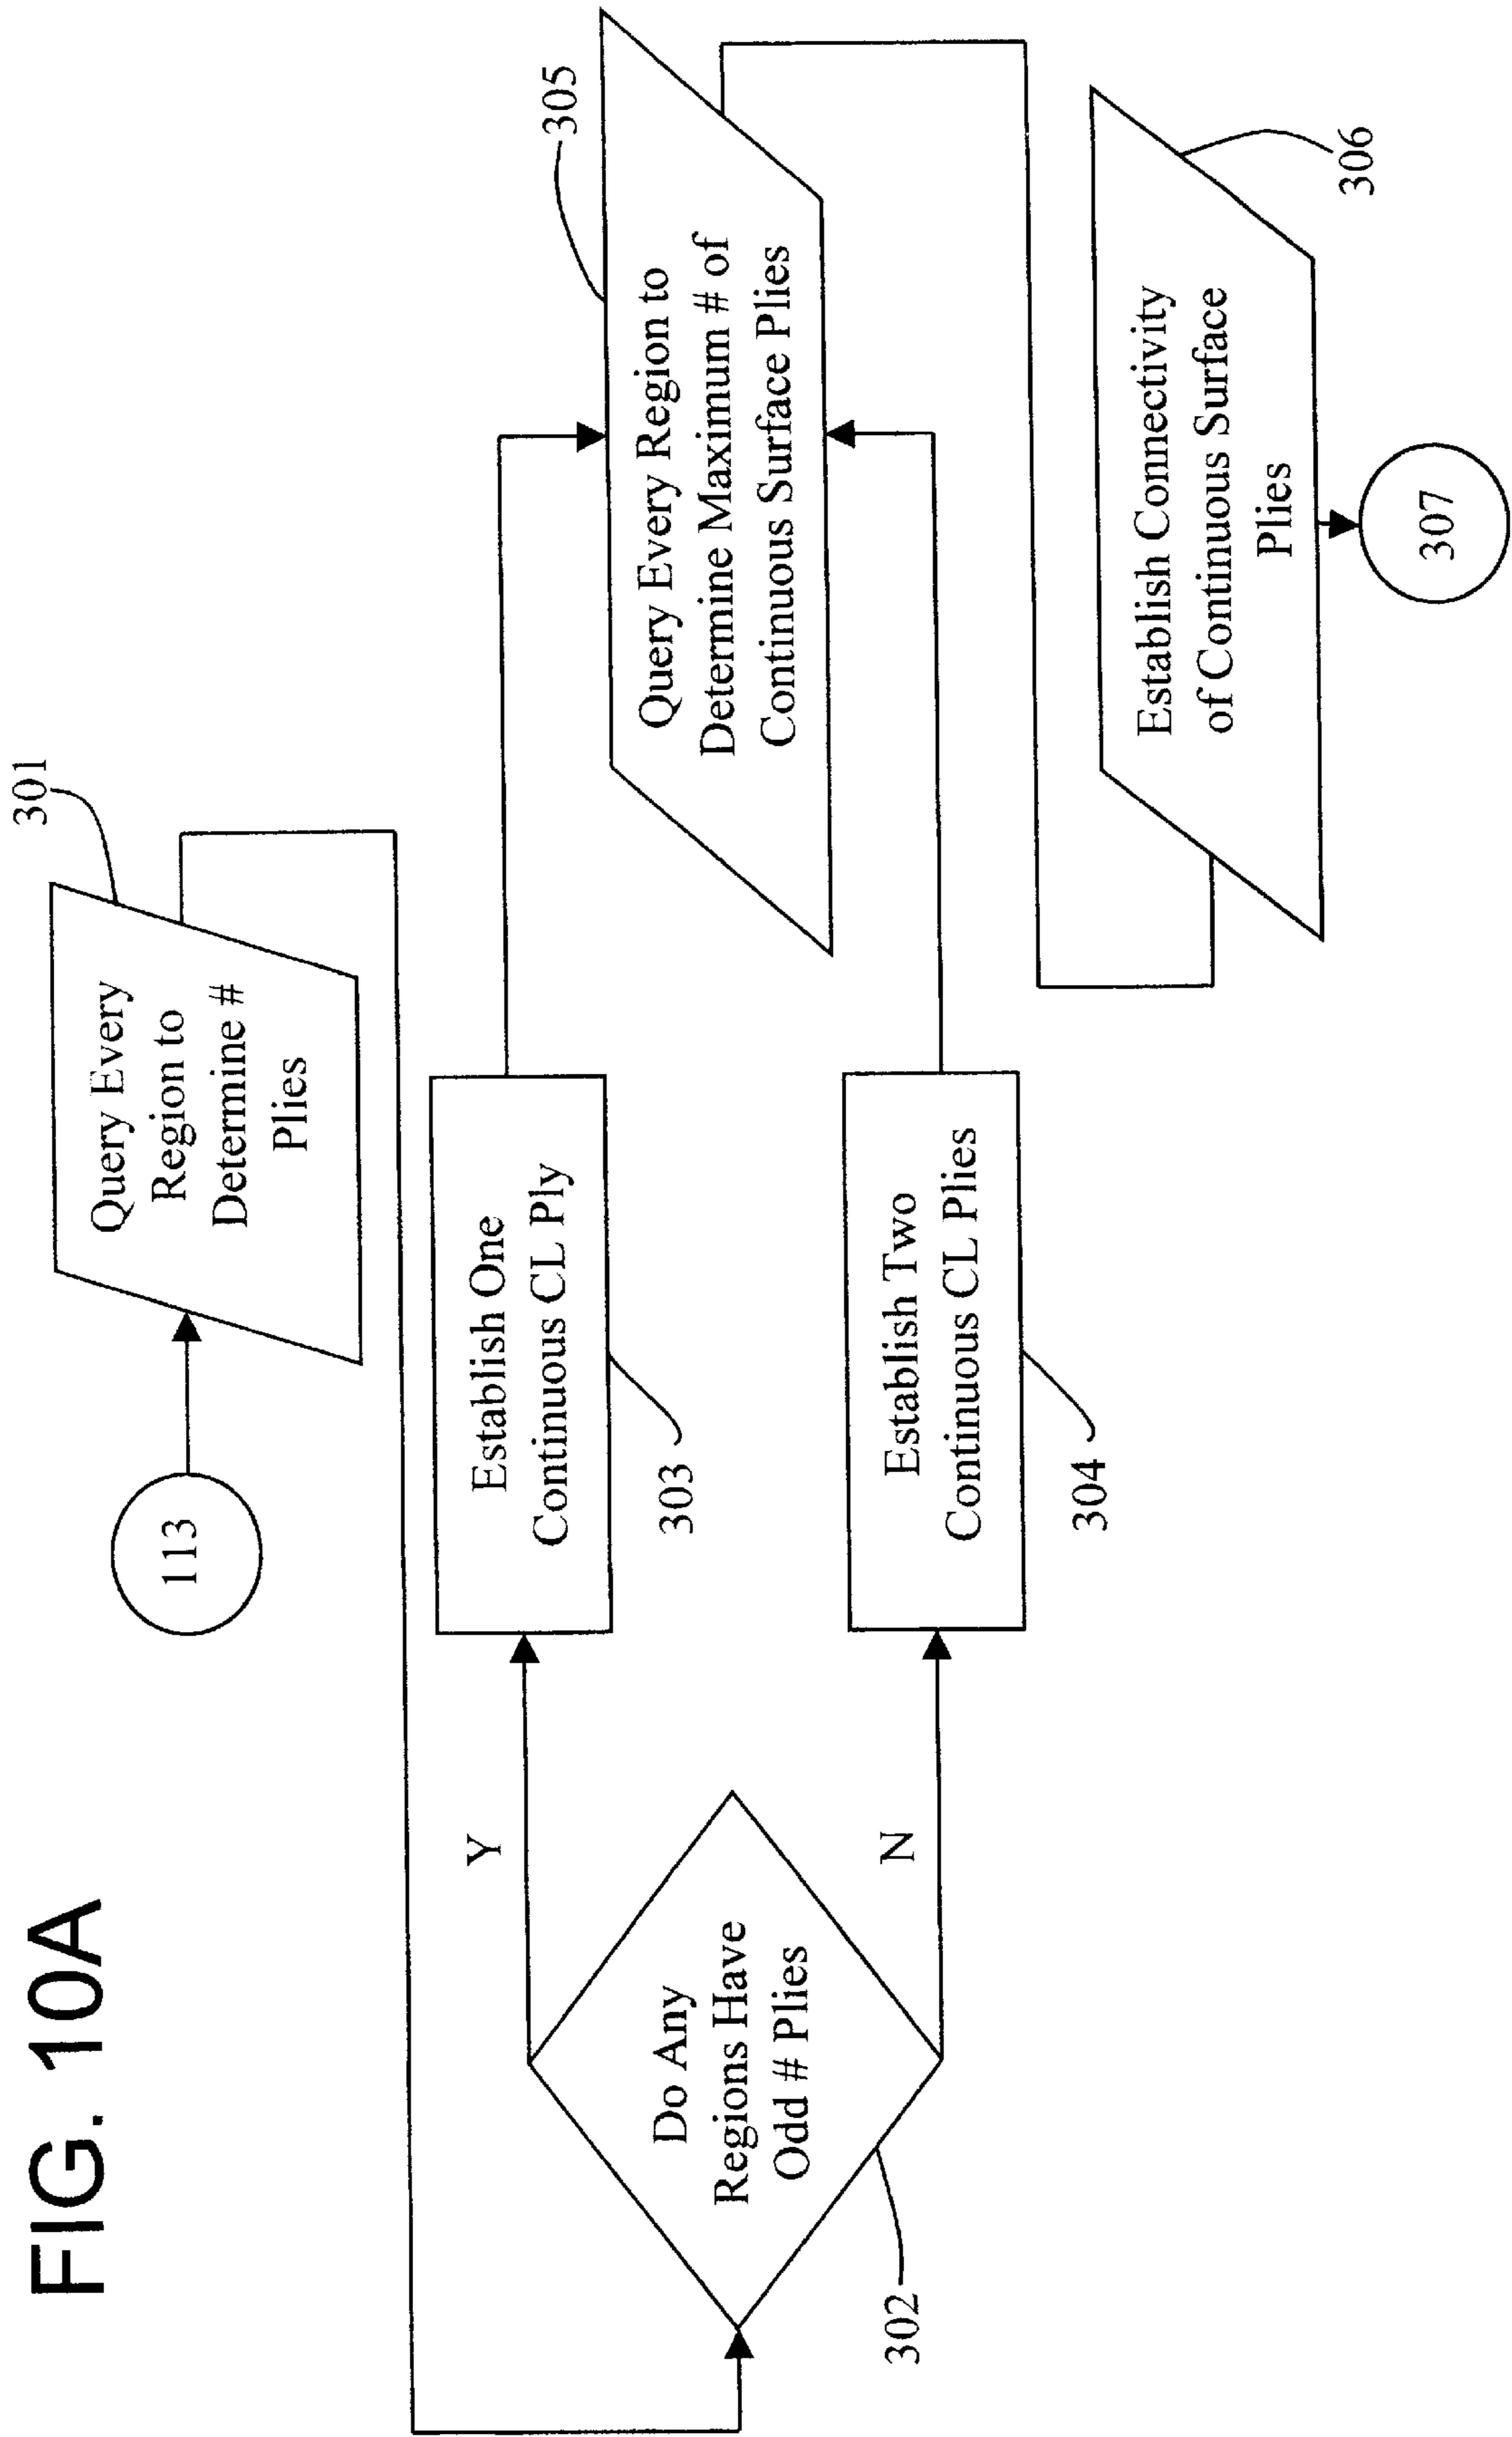 FIG. 10A
113
Query Every
Region to
Determine #
Plies
301
Do Any
Regions Have
Odd # Plies
302
Y
N
Establish One
Continuous CL Ply
303
Establish Two
Continuous CL Plies
304
Query Every Region to
Determine Maximum # of
Continuous Surface Plies
305
Establish Connectivity
of Continuous Surface
Plies
306
307